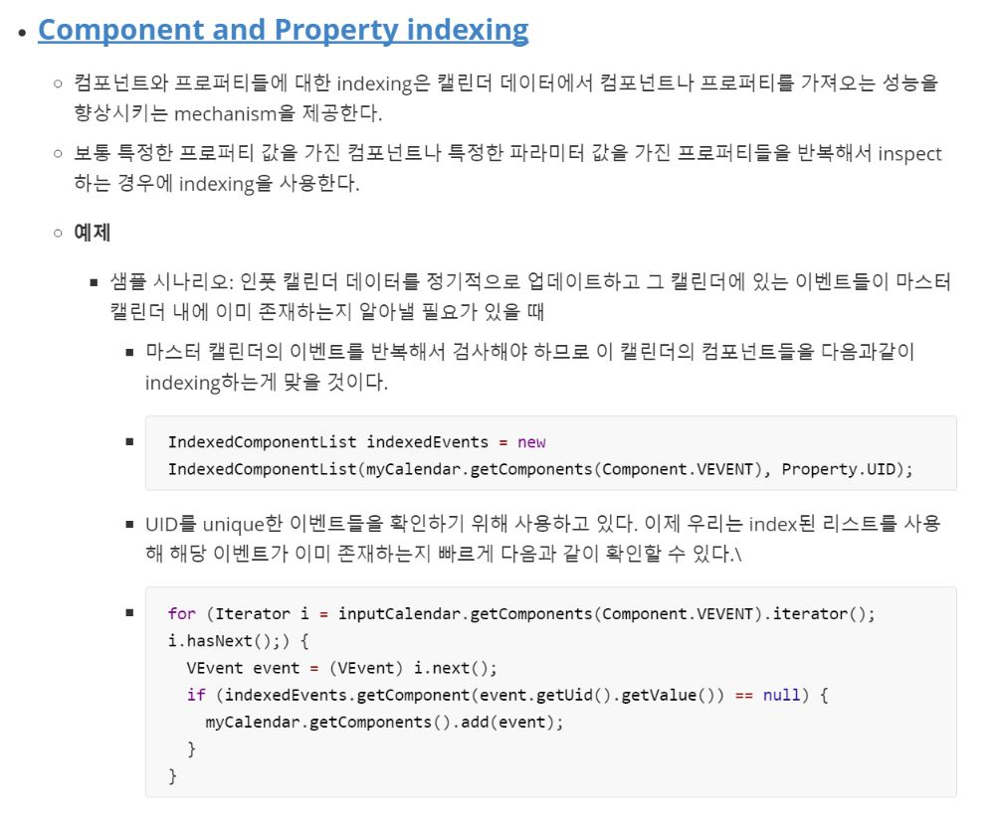 Component and Property indexing
컴포넌트와 프로퍼티들에 대한 indexing은 캘린더 데이터에서 컴포넌트나 프로퍼티를 가져오는 성능을
향상시키는 mechanism을 제공한다.
보통 특정한 프로퍼티 값을 가진 컴포넌트나 특정한 파라미터 값을 가진 프로퍼티들을 반복해서 inspect
하는 경우에 indexing을 사용한다.
예제
샘플 시나리오: 인풋 캘린더 데이터를 정기적으로 업데이트하고 그 캘린더에 있는 이벤트들이 마스터
캘린더 내에 이미 존재하는지 알아낼 필요가 있을 때
마스터 캘린더의 이벤트를 반복해서 검사해야 하므로 이 캘린더의 컴포넌트들을 다음과같이
indexing하는게 맞을 것이다.
IndexedComponentList indexedEvents = new
IndexedComponentList(myCalendar.getComponents(Component.VEVENT), Property.UID);
UID를 unique한 이벤트들을 확인하기 위해 사용하고 있다. 이제 우리는 index된 리스트를 사용
해 해당 이벤트가 이미 존재하는지 빠르게 다음과 같이 확인할 수 있다.\
for (Iterator i = inputCalendar.getComponents(Component.VEVENT).iterator();
i.hasNext();) {
  VEvent event = (VEvent) i.next();
  if (indexedEvents.getComponent(event.getUid().getValue()) == null) {
    myCalendar.getComponents().add(event);
  }
}